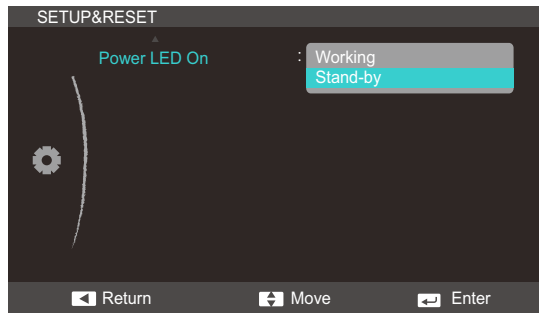 SETUP&RESET
Power LED On : Working
Stand-by
Return Move Enter